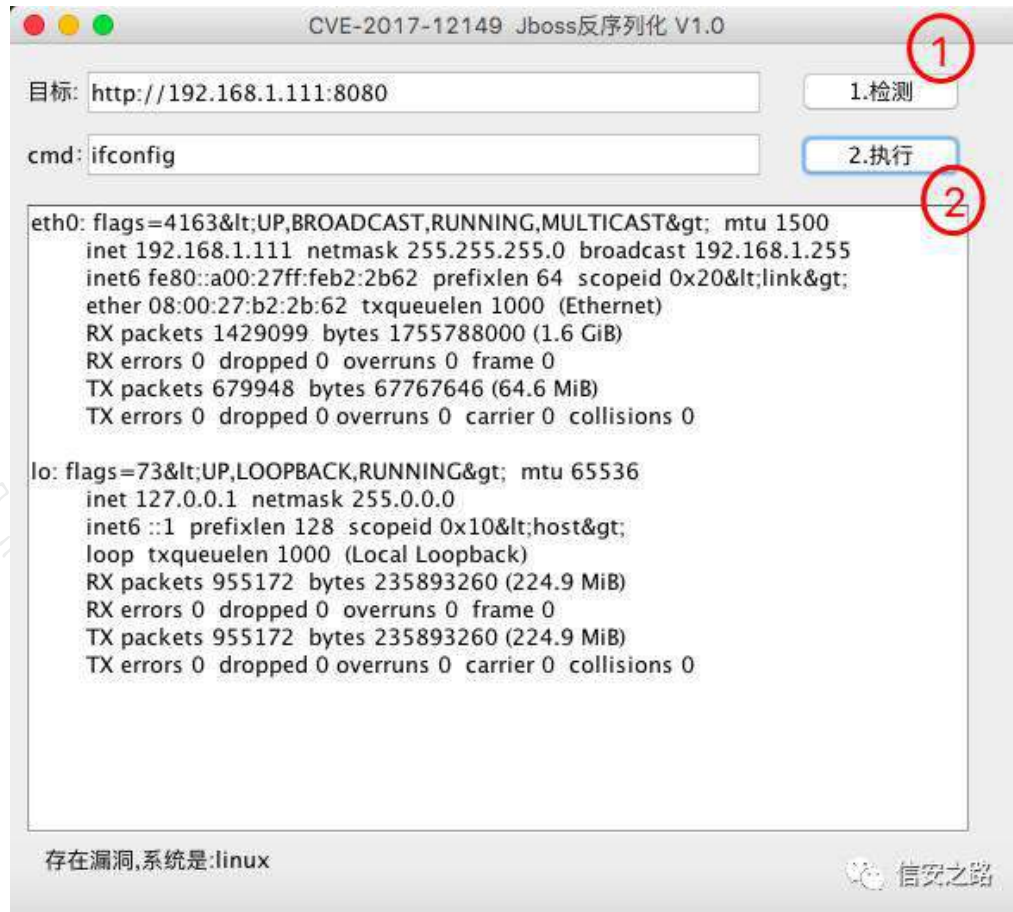 CVE-2017-12149 Jboss反序列化 V1.0
1
目标: http://192.168.1.111:8080 1.检测
cmd: ifconfig 2.执行
2
eth0: flags=4163&lt;UP,BROADCAST,RUNNING,MULTICAST&gt; mtu 1500
inet 192.168.1.111 netmask 255.255.255.0 broadcast 192.168.1.255
inet6 fe80::a00:27ff:feb2:2b62 prefixlen 64 scopeid 0x20&lt;link&gt;
ether 08:00:27:b2:2b:62 txqueuelen 1000 (Ethernet)
RX packets 1429099 bytes 1755788000 (1.6 GiB)
RX errors 0 dropped 0 overruns 0 frame 0
TX packets 679948 bytes 67767646 (64.6 MiB)
TX errors 0 dropped 0 overruns 0 carrier 0 collisions 0
lo: flags=73&lt;UP,LOOPBACK,RUNNING&gt; mtu 65536
inet 127.0.0.1 netmask 255.0.0.0
inet6 ::1 prefixlen 128 scopeid 0x10&lt;host&gt;
loop txqueuelen 1000 (Local Loopback)
RX packets 955172 bytes 235893260 (224.9 MiB)
RX errors 0 dropped 0 overruns 0 frame 0
TX packets 955172 bytes 235893260 (224.9 MiB)
TX errors 0 dropped 0 overruns 0 carrier 0 collisions 0
存在漏洞,系统是:linux
信安之路